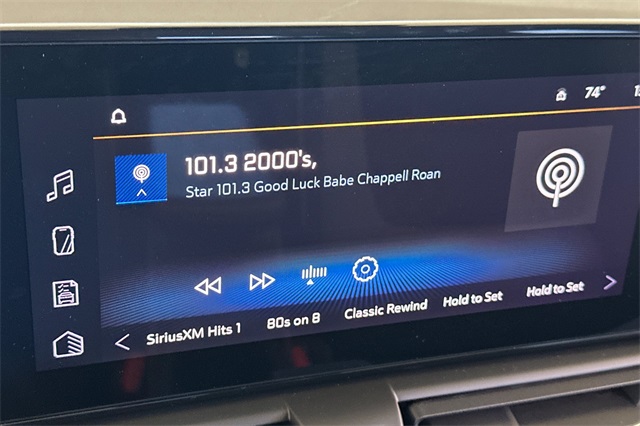 74°
101.3 2000's,
Star 101.3 Good Luck Babe Chappell Roan
SiriusXM Hits 1
80s on 8
Classic Rewind
Hold to Set
Hold to Set